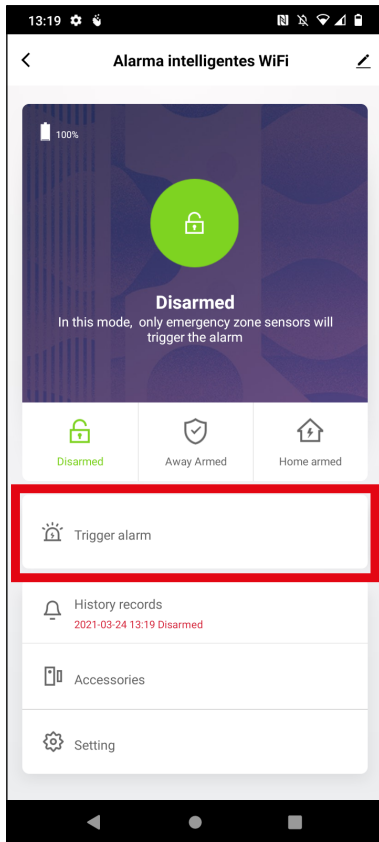 13:19
Alarma intelligentes WiFi
100%
Disarmed
In this mode, only emergency zone sensors will
trigger the alarm
Disarmed
Away Armed
Home armed
Trigger alarm
History records
2021-03-24 13:19 Disarmed
Accessories
Setting